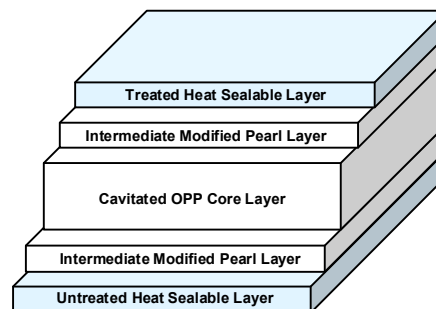 Treated Heat Sealable Layer
Intermediate Modified Pearl Layer
Cavitated OPP Core Layer
Intermediate Modified Pearl Layer
Untreated Heat Sealable Layer